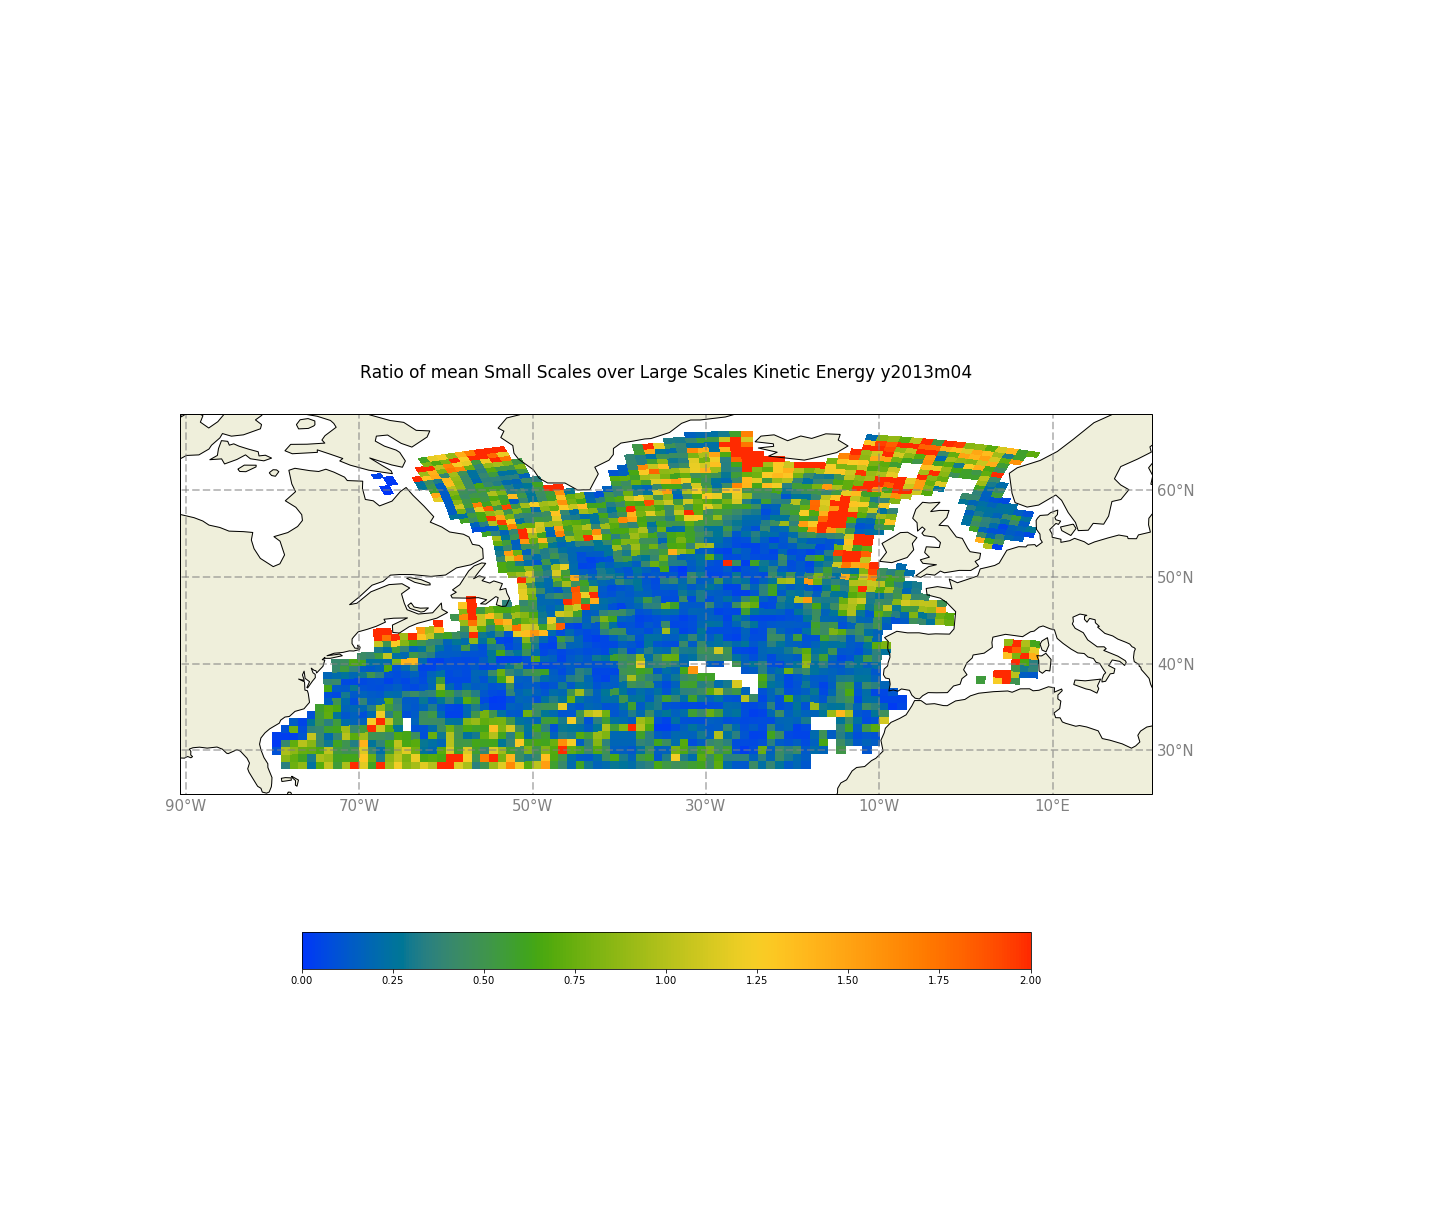 Ratio of mean Small Scales over Large Scales Kinetic Energy y2013m04
60°N
50°N
40°N
30°N
90°W 70°W 50°W 30°W 10°W 10°E
0.00 0.25 0.50 0.75 1.00 1.25 1.50 1.75 2.00